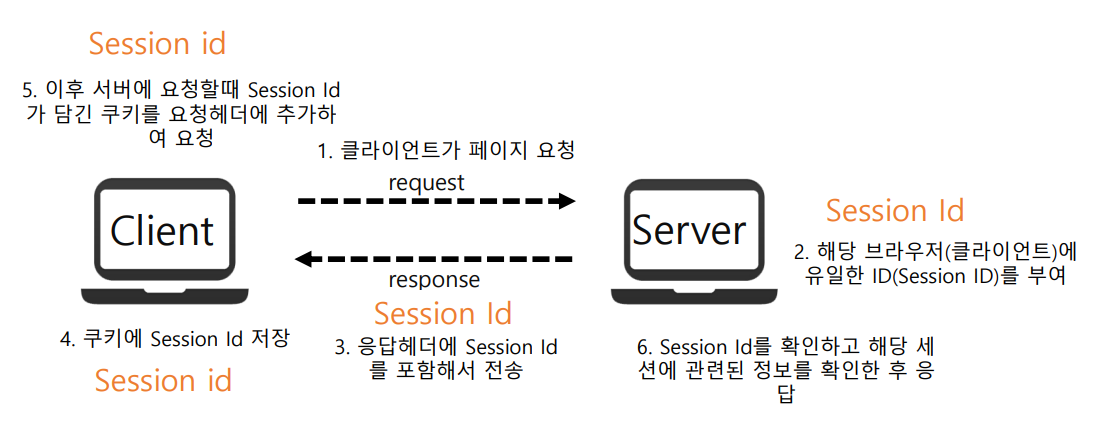 Session id
5. 이후 서버에 요청할때 Session Id
가 담긴 쿠키를 요청헤더에 추가하
여 요청
1. 클라이언트가 페이지 요청
request
Client
Server
Session Id
2. 해당 브라우저(클라이언트)에
유일한 ID(Session ID)를 부여
response
Session Id
3. 응답헤더에 Session Id
를 포함해서 전송
4. 쿠키에 Session Id 저장
Session id
6. Session Id를 확인하고 해당 세
션에 관련된 정보를 확인한 후 응
답